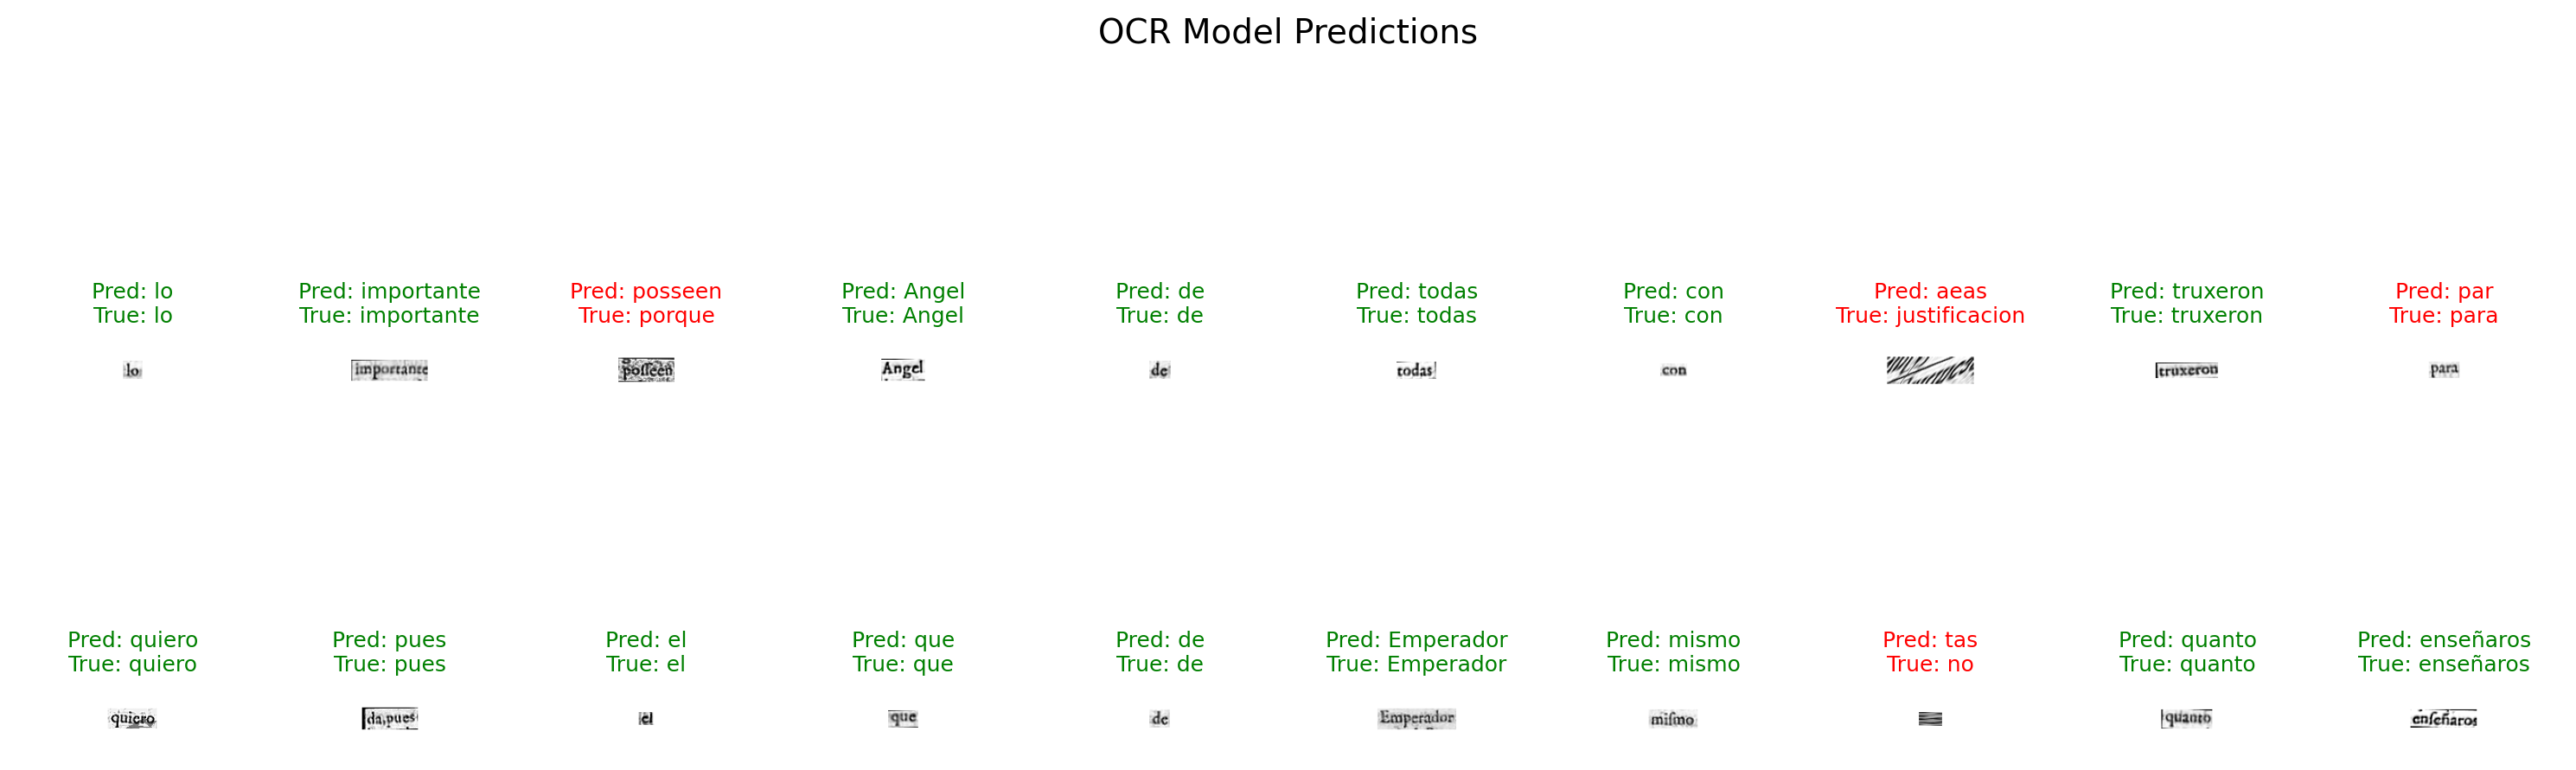 OCR Model Predictions
Pred: lo
True: lo
lo
Pred: importante
True: importante
importante
Pred: posseen
True: porque
poſſeen
Pred: Angel
True: Angel
Angel
Pred: de
True: de
de
Pred: todas
True: todas
todas
Pred: con
True: con
con
Pred: aeas
True: justificacion
Pred: truxeron
True: truxeron
truxeron
Pred: par
True: para
para
Pred: quiero
True: quiero
quiero
Pred: pues
True: pues
da,pues
Pred: el
True: el
el
Pred: que
True: que
que
Pred: de
True: de
de
Pred: Emperador
True: Emperador
Emperador
Pred: mismo
True: mismo
miſmo
Pred: tas
True: no
Pred: quanto
True: quanto
quanto
Pred: enseñaros
True: enseñaros
enſeñaros